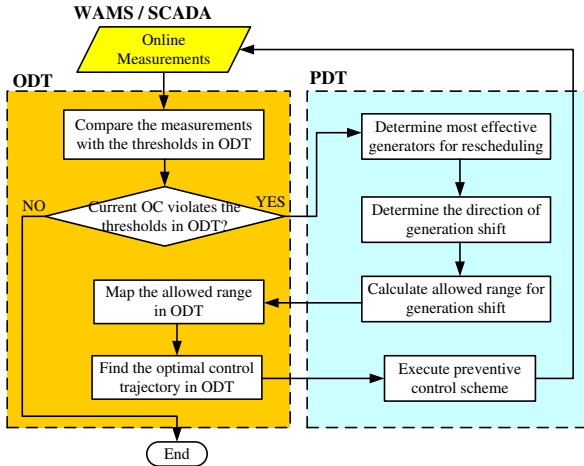 WAMS / SCADA
Online
Measurements
ODT
PDT
Compare the measurements
with the thresholds in ODT
Determine most effective
generators for rescheduling
NO
Current OC violates the
thresholds in ODT?
YES
Determine the direction of
generation shift
Map the allowed range
in ODT
Calculate allowed range for
generation shift
Find the optimal control
trajectory in ODT
Execute preventive
control scheme
End